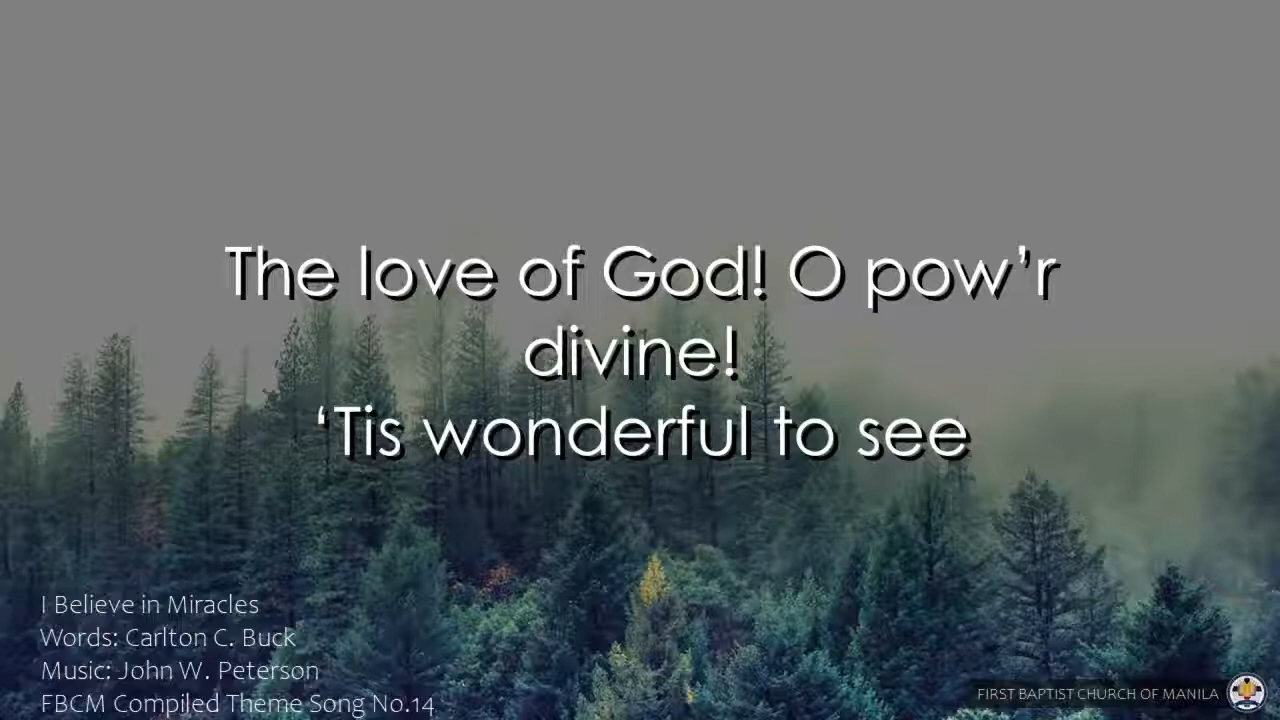 The love of God! O pow’r
divine!
‘Tis wonderful to see
I Believe in Miracles
Words: Carlton C. Buck
Music: John W. Peterson
FBCM Compiled Theme Song No.14
FIRST BAPTIST CHURCH OF MANILA